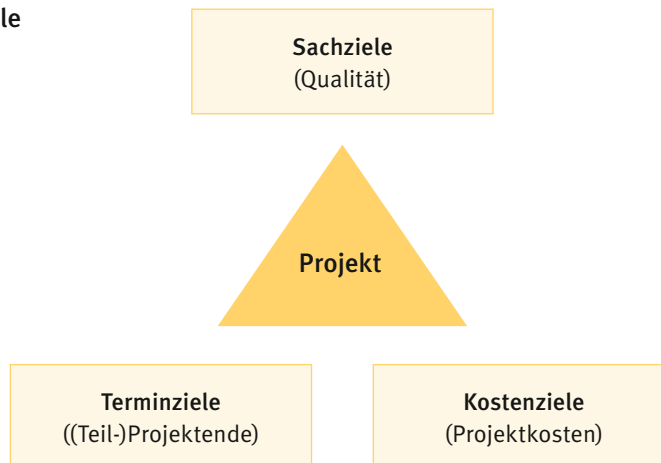 le
Sachziele
(Qualität)
Projekt
Terminziele
((Teil-)Projektende)
Kostenziele
(Projektkosten)